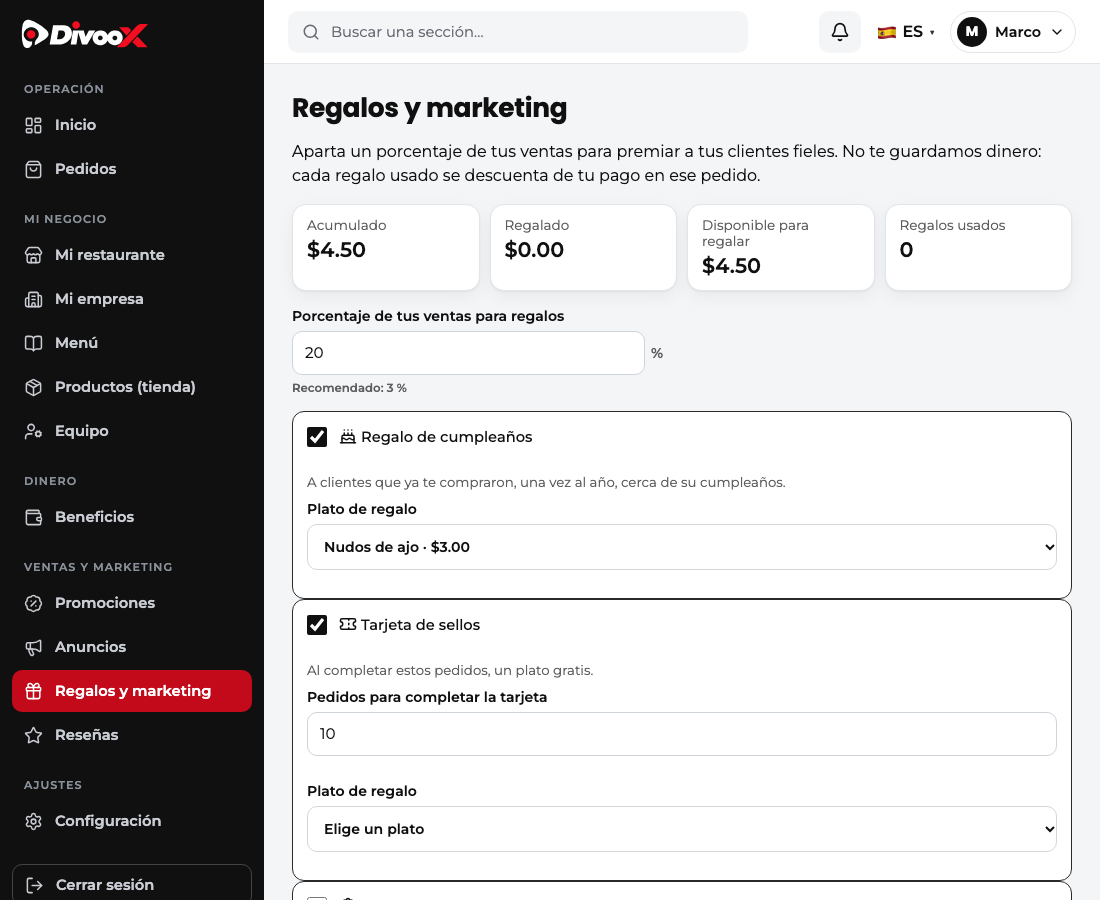 DivooX
OPERACIÓN
Inicio
Pedidos
MI NEGOCIO
Mi restaurante
Mi empresa
Menú
Productos (tienda)
Equipo
DINERO
Beneficios
VENTAS Y MARKETING
Promociones
Anuncios
Regalos y marketing
Reseñas
AJUSTES
Configuración
Cerrar sesión
Buscar una sección...
ES
M
Marco
Regalos y marketing
Aparta un porcentaje de tus ventas para premiar a tus clientes fieles. No te guardamos dinero:
cada regalo usado se descuenta de tu pago en ese pedido.
Acumulado
$4.50
Regalado
$0.00
Disponible para
regalar
$4.50
Regalos usados
0
Porcentaje de tus ventas para regalos
20
%
Recomendado: 3 %
Regalo de cumpleaños
A clientes que ya te compraron, una vez al año, cerca de su cumpleaños.
Plato de regalo
Nudos de ajo · $3.00
Tarjeta de sellos
Al completar estos pedidos, un plato gratis.
Pedidos para completar la tarjeta
10
Plato de regalo
Elige un plato